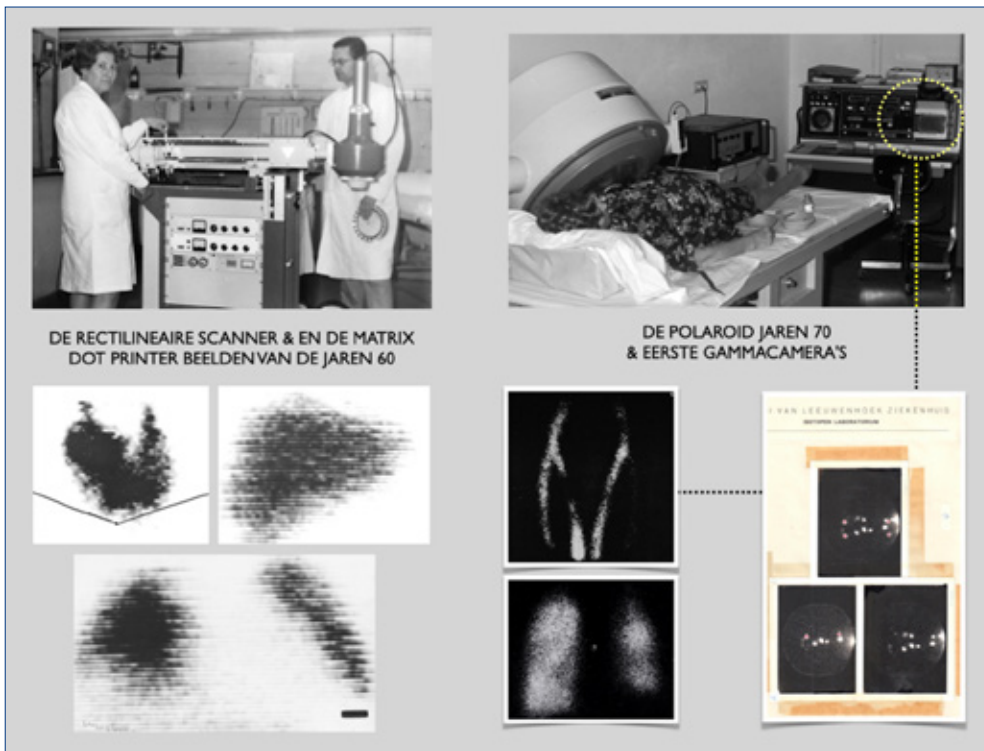 DE RECTILINEAIRE SCANNER & EN DE MATRIX
DOT PRINTER BEELDEN VAN DE JAREN 60
DE POLAROID JAREN 70
& EERSTE GAMMACAMERA'S
VAN LEEUWENHOEK ZIEKENHUIS
ISOTOPEN LABORATORIUM